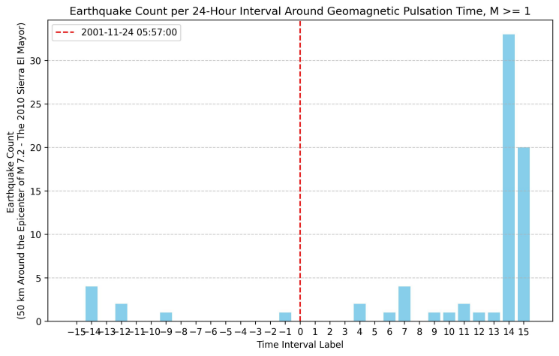 Earthquake Count per 24-Hour Interval Around Geomagnetic Pulsation Time, M >= 1
2001-11-24 05:57:00
Earthquake Count
(50 km Around the Epicenter of M 7.2 - The 2010 Sierra El Mayor)
30
25
20
15
10
5
0
−15 −14 −13 −12 −11 −10 −9 −8 −7 −6 −5 −4 −3 −2 −1 0 1 2 3 4 5 6 7 8 9 10 11 12 13 14 15
Time Interval Label